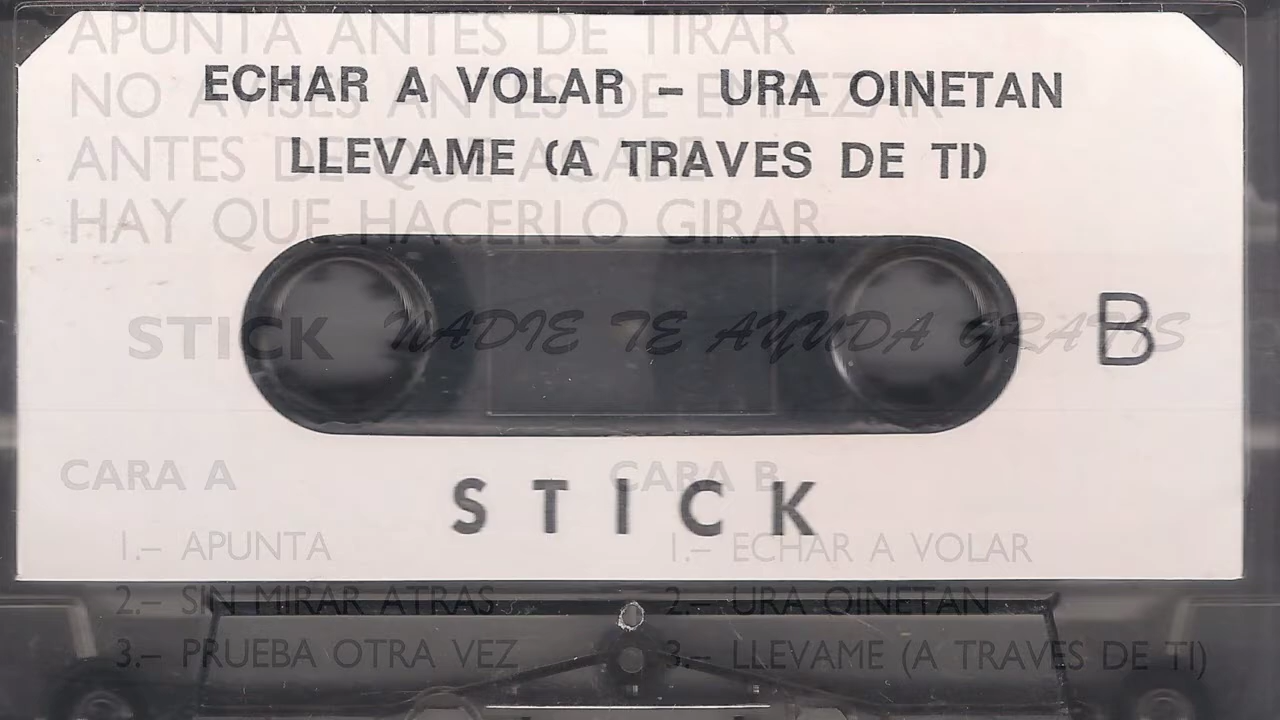 APUNTA ANTES DE TIRAR
NO AVISES ANTES DE EMPEZAR
ANTES DE QUE ACABE
HAY QUE HACERLO GIRAR.
ECHAR A VOLAR – URA OINETAN
LLEVAME (A TRAVES DE TI)
STICK NADIE TE AYUDA GRATIS
B
STICK
CARA A
1.– APUNTA
2.– SIN MIRAR ATRAS
3.– PRUEBA OTRA VEZ
CARA B
1.– ECHAR A VOLAR
2.– URA OINETAN
3.– LLEVAME (A TRAVES DE TI)